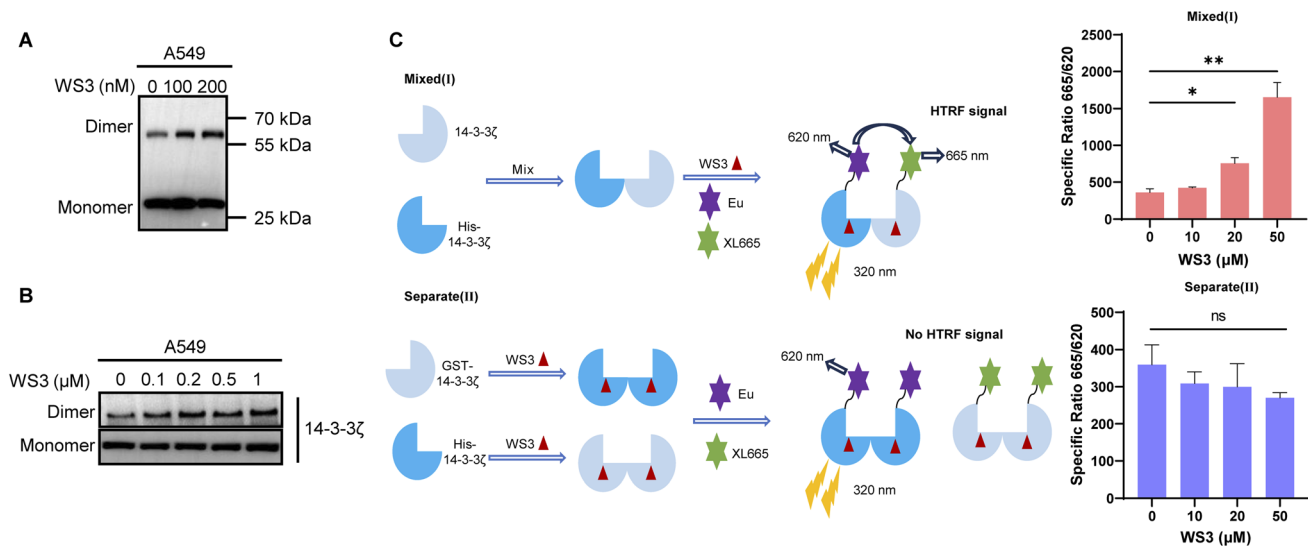 A
A549
WS3 (nM) 0 100 200
Dimer
70 kDa
55 kDa
Monomer
25 kDa
B
A549
WS3 (μM) 0 0.1 0.2 0.5 1
Dimer
Monomer
14-3-3ζ
C
Mixed(I)
14-3-3ζ
His-
14-3-3ζ
Mix
WS3
Eu
XL665
HTRF signal
620 nm
665 nm
320 nm
Separate(II)
GST-
14-3-3ζ
WS3
His-
14-3-3ζ
WS3
Eu
XL665
No HTRF signal
620 nm
320 nm
Mixed(I)
Specific Ratio 665/620
2500
2000
1500
1000
500
0
**
*
0 10 20 50
WS3 (μM)
Separate(II)
Specific Ratio 665/620
500
400
300
200
100
0
ns
0 10 20 50
WS3 (μM)